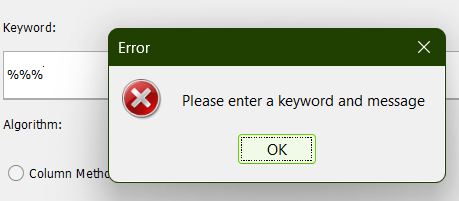 Keyword:
Error
%%%
Please enter a keyword and message
OK
Algorithm:
Column Metho